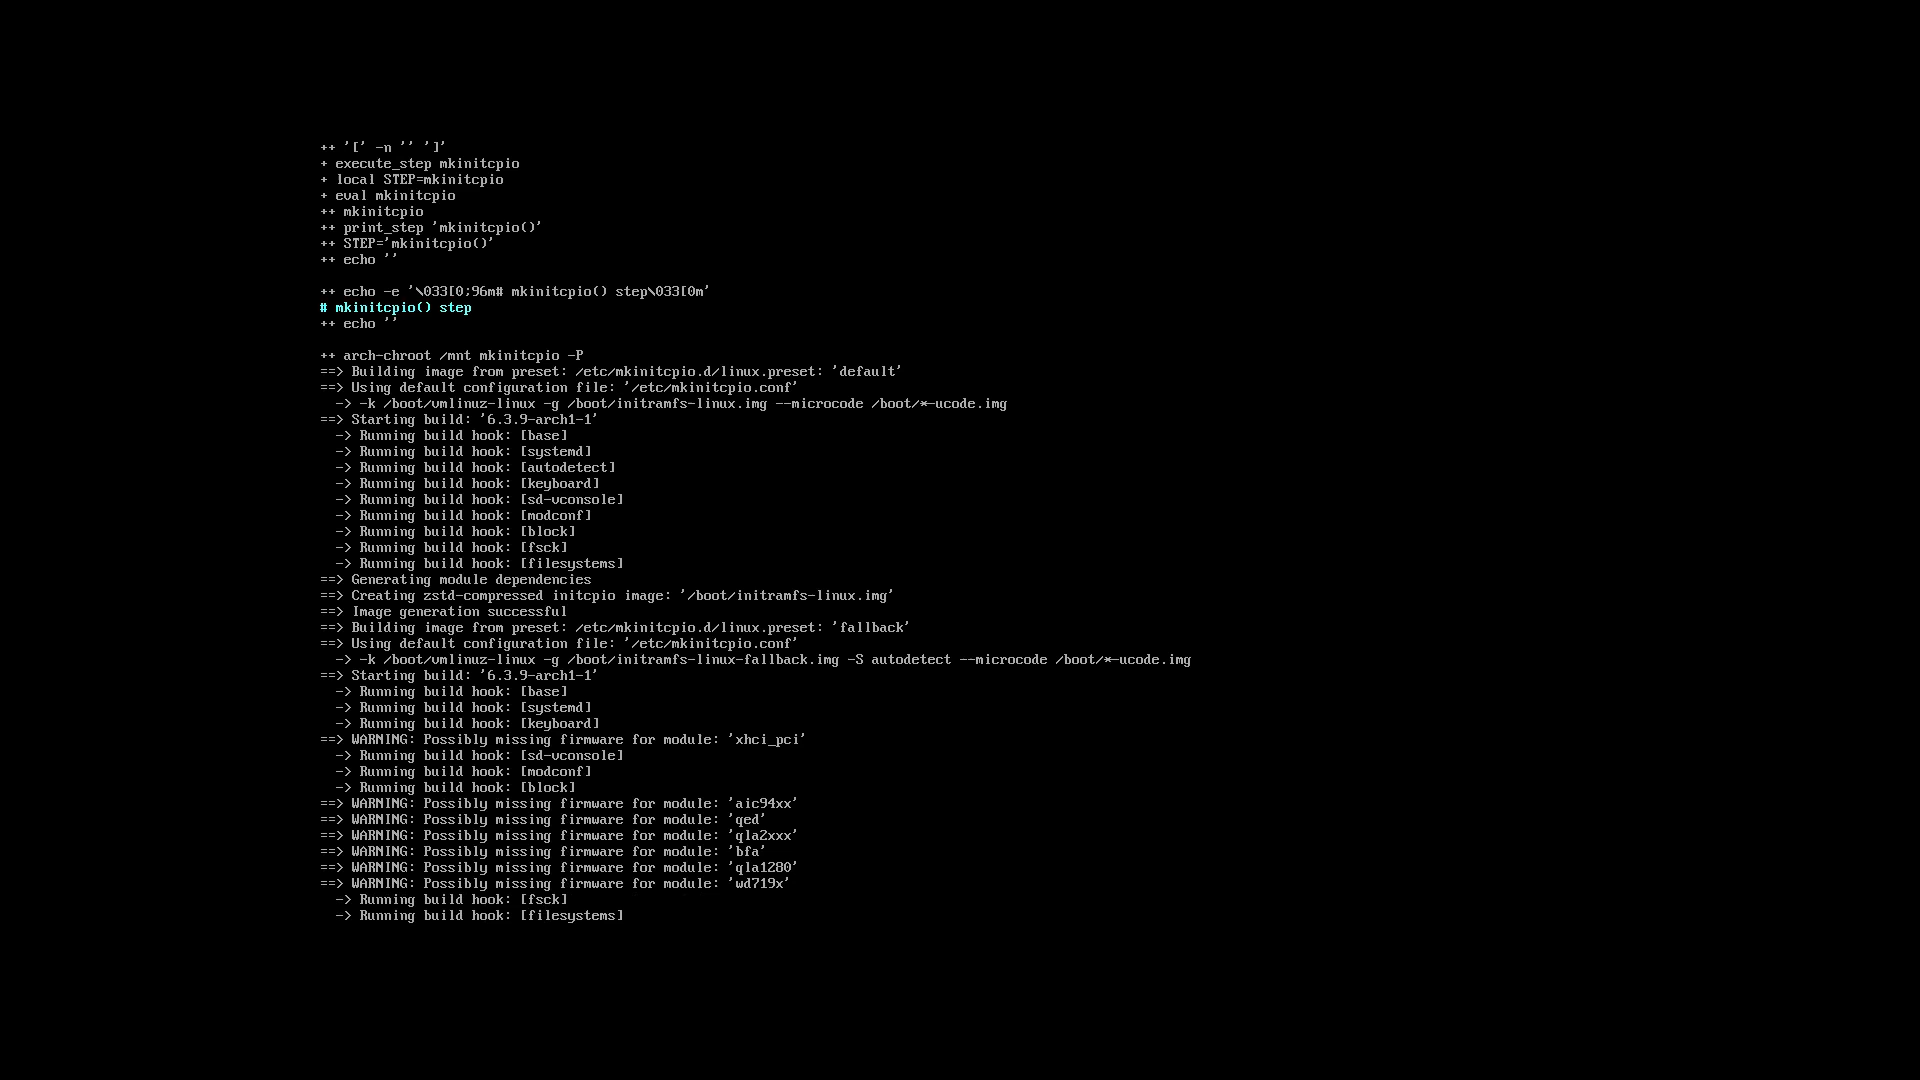 ++ '[' -n '' ']'
+ execute_step mkinitcpio
+ local STEP=mkinitcpio
+ eval mkinitcpio
++ mkinitcpio
++ print_step 'mkinitcpio()'
++ STEP='mkinitcpio()'
++ echo ''
++ echo -e '\033[0;96m# mkinitcpio() step\033[0m'
# mkinitcpio() step
++ echo ''
++ arch-chroot /mnt mkinitcpio -P
==> Building image from preset: /etc/mkinitcpio.d/linux.preset: 'default'
==> Using default configuration file: '/etc/mkinitcpio.conf'
  -> -k /boot/vmlinuz-linux -g /boot/initramfs-linux.img --microcode /boot/*-ucode.img
==> Starting build: '6.3.9-arch1-1'
  -> Running build hook: [base]
  -> Running build hook: [systemd]
  -> Running build hook: [autodetect]
  -> Running build hook: [keyboard]
  -> Running build hook: [sd-vconsole]
  -> Running build hook: [modconf]
  -> Running build hook: [block]
  -> Running build hook: [fsck]
  -> Running build hook: [filesystems]
==> Generating module dependencies
==> Creating zstd-compressed initcpio image: '/boot/initramfs-linux.img'
==> Image generation successful
==> Building image from preset: /etc/mkinitcpio.d/linux.preset: 'fallback'
==> Using default configuration file: '/etc/mkinitcpio.conf'
  -> -k /boot/vmlinuz-linux -g /boot/initramfs-linux-fallback.img -S autodetect --microcode /boot/*-ucode.img
==> Starting build: '6.3.9-arch1-1'
  -> Running build hook: [base]
  -> Running build hook: [systemd]
  -> Running build hook: [keyboard]
==> WARNING: Possibly missing firmware for module: 'xhci_pci'
  -> Running build hook: [sd-vconsole]
  -> Running build hook: [modconf]
  -> Running build hook: [block]
==> WARNING: Possibly missing firmware for module: 'aic94xx'
==> WARNING: Possibly missing firmware for module: 'qed'
==> WARNING: Possibly missing firmware for module: 'qla2xxx'
==> WARNING: Possibly missing firmware for module: 'bfa'
==> WARNING: Possibly missing firmware for module: 'qla1280'
==> WARNING: Possibly missing firmware for module: 'wd719x'
  -> Running build hook: [fsck]
  -> Running build hook: [filesystems]